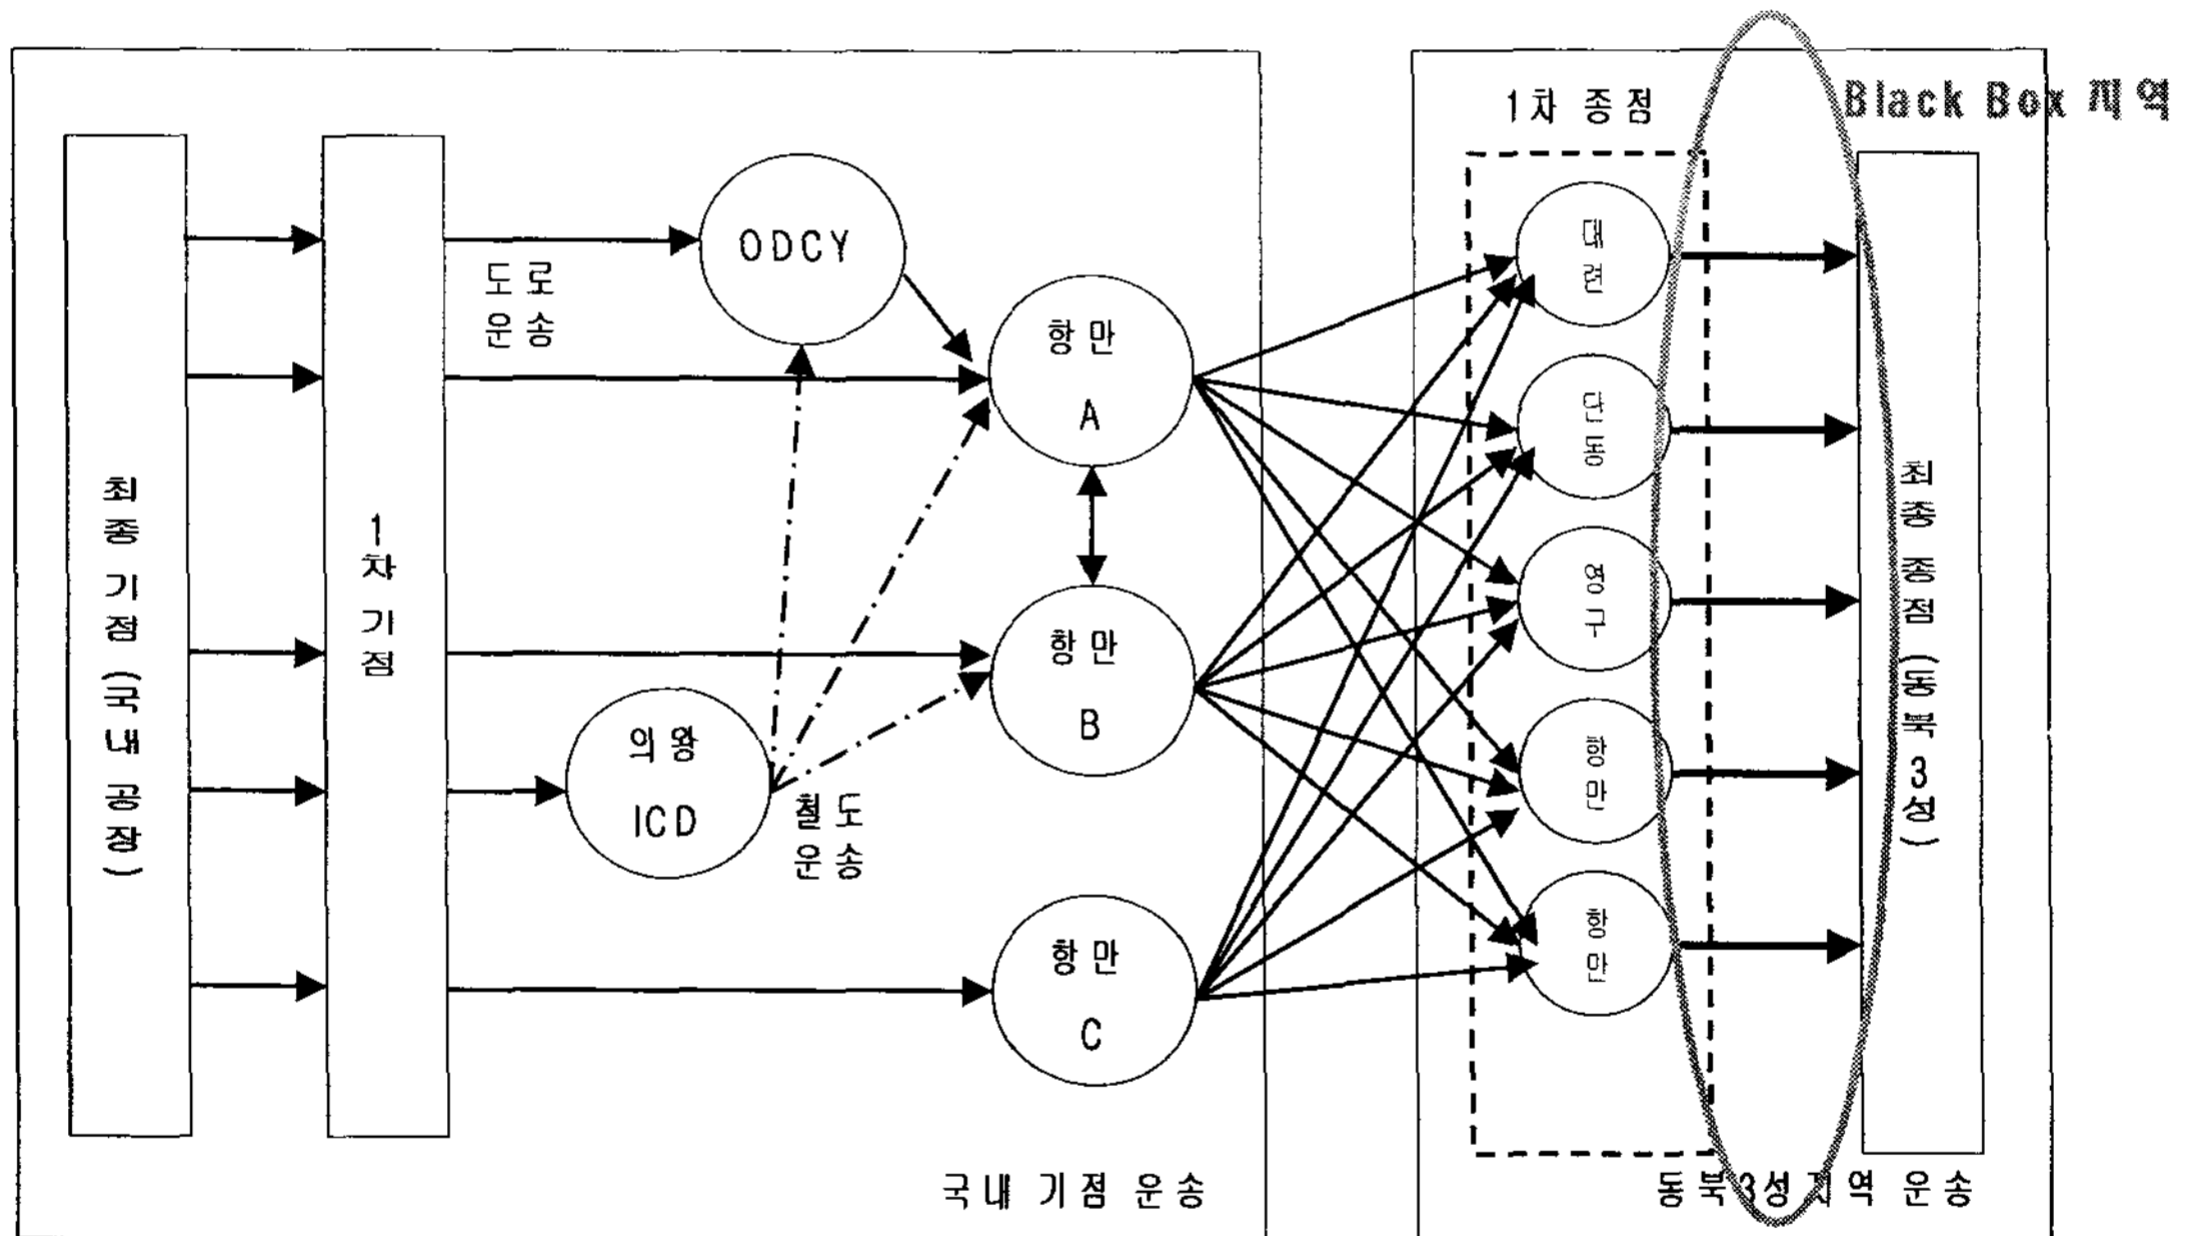 1차 종점
Black Box 지역
ODCY
도로
운송
항만
A
대련
단동
영구
항만
항만
최종 기점 (국내 공장)
1차 기점
항만
B
의왕
ICD
철도
운송
항만
C
최종 종점 (동북 3성)
국내 기점 운송
동북3성지역 운송